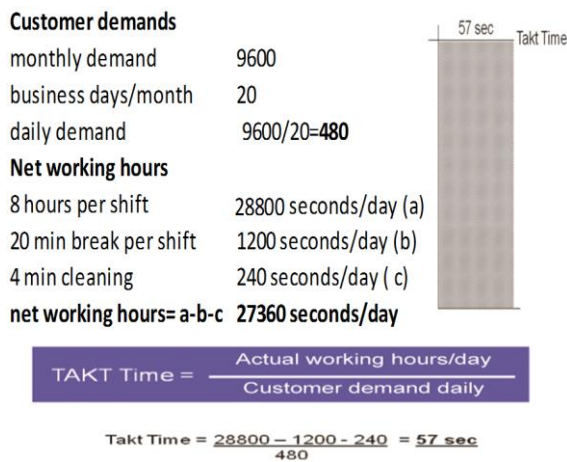 Customer demands
monthly demand 9600
business days/month 20
daily demand 9600/20=480
Net working hours
8 hours per shift 28800 seconds/day (a)
20 min break per shift 1200 seconds/day (b)
4 min cleaning 240 seconds/day ( c)
net working hours= a-b-c 27360 seconds/day
57 sec
Takt Time
TAKT Time = Actual working hours/day
Customer demand daily
Takt Time = 28800 – 1200 - 240 = 57 sec
480